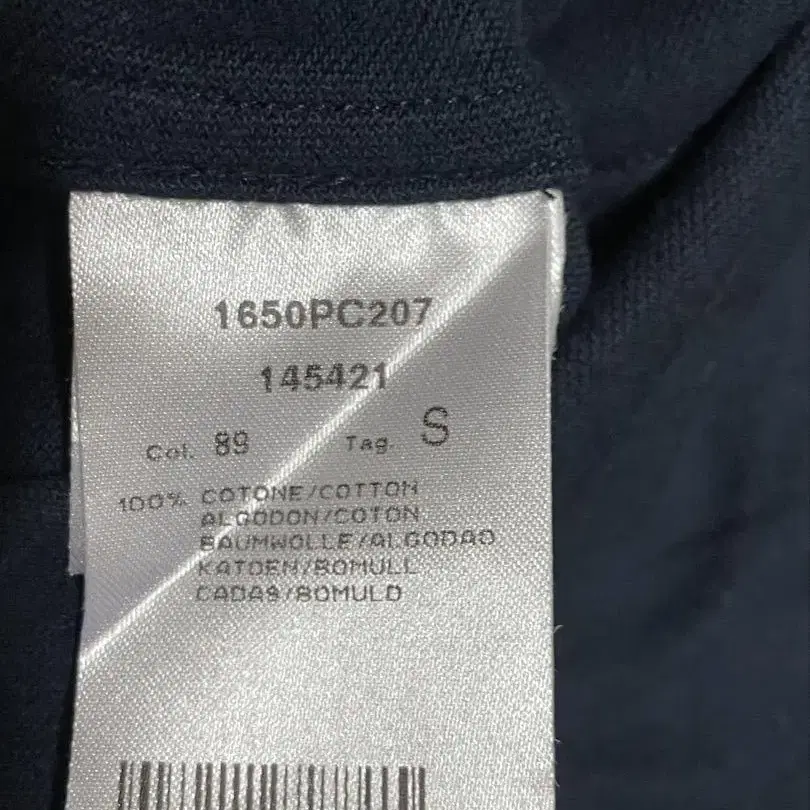 1650PC207
145421
Col. 89 Tag. S
100% COTONE/COTTON
ALGODON/COTON
BAUMWOLLE/ALGODAO
KATOEN/BOMULL
CADAS/BOMULD